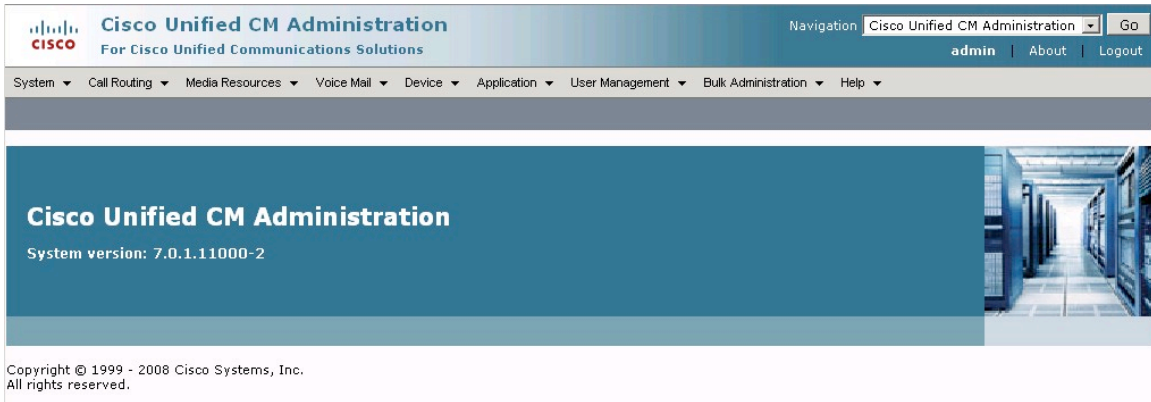 CISCO
Cisco Unified CM Administration
For Cisco Unified Communications Solutions
Navigation Cisco Unified CM Administration Go
admin | About | Logout
System Call Routing Media Resources Voice Mail Device Application User Management Bulk Administration Help
Cisco Unified CM Administration
System version: 7.0.1.11000-2
Copyright © 1999 - 2008 Cisco Systems, Inc.
All rights reserved.